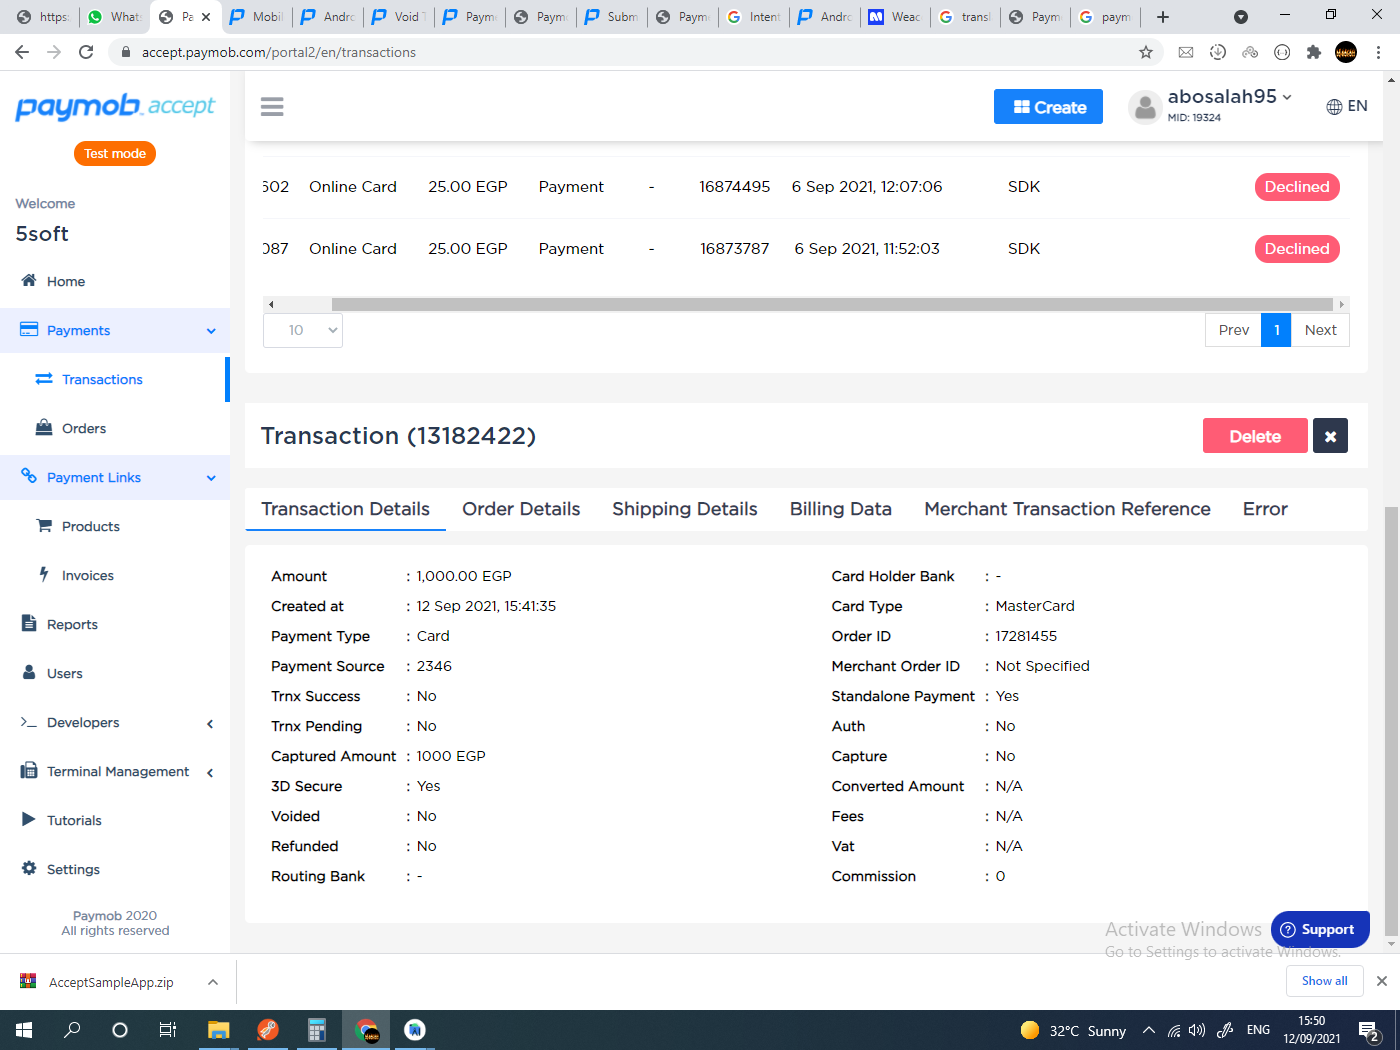 https:
Whats
Pa
Mobil
Andro
Void T
Paym
Paymo
Subm
Paym
Intent
Andro
Weac
transl
Paym
paym
accept.paymob.com/portal2/en/transactions
paymob accept
Test mode
Welcome
5soft
Home
Payments
Transactions
Orders
Payment Links
Products
Invoices
Reports
Users
Developers
Terminal Management
Tutorials
Settings
Paymob 2020
All rights reserved
Create
abosalah95
MID: 19324
EN
602 Online Card 25.00 EGP Payment - 16874495 6 Sep 2021, 12:07:06 SDK Declined
087 Online Card 25.00 EGP Payment - 16873787 6 Sep 2021, 11:52:03 SDK Declined
10
Prev 1 Next
Transaction (13182422)
Delete
Transaction Details Order Details Shipping Details Billing Data Merchant Transaction Reference Error
Amount : 1,000.00 EGP
Created at : 12 Sep 2021, 15:41:35
Payment Type : Card
Payment Source : 2346
Trnx Success : No
Trnx Pending : No
Captured Amount : 1000 EGP
3D Secure : Yes
Voided : No
Refunded : No
Routing Bank : -
Card Holder Bank : -
Card Type : MasterCard
Order ID : 17281455
Merchant Order ID : Not Specified
Standalone Payment : Yes
Auth : No
Capture : No
Converted Amount : N/A
Fees : N/A
Vat : N/A
Commission : 0
Activate Windows
Go to Settings to activate Windows.
Support
AcceptSampleApp.zip
Show all
32°C Sunny
ENG
15:50
12/09/2021
2